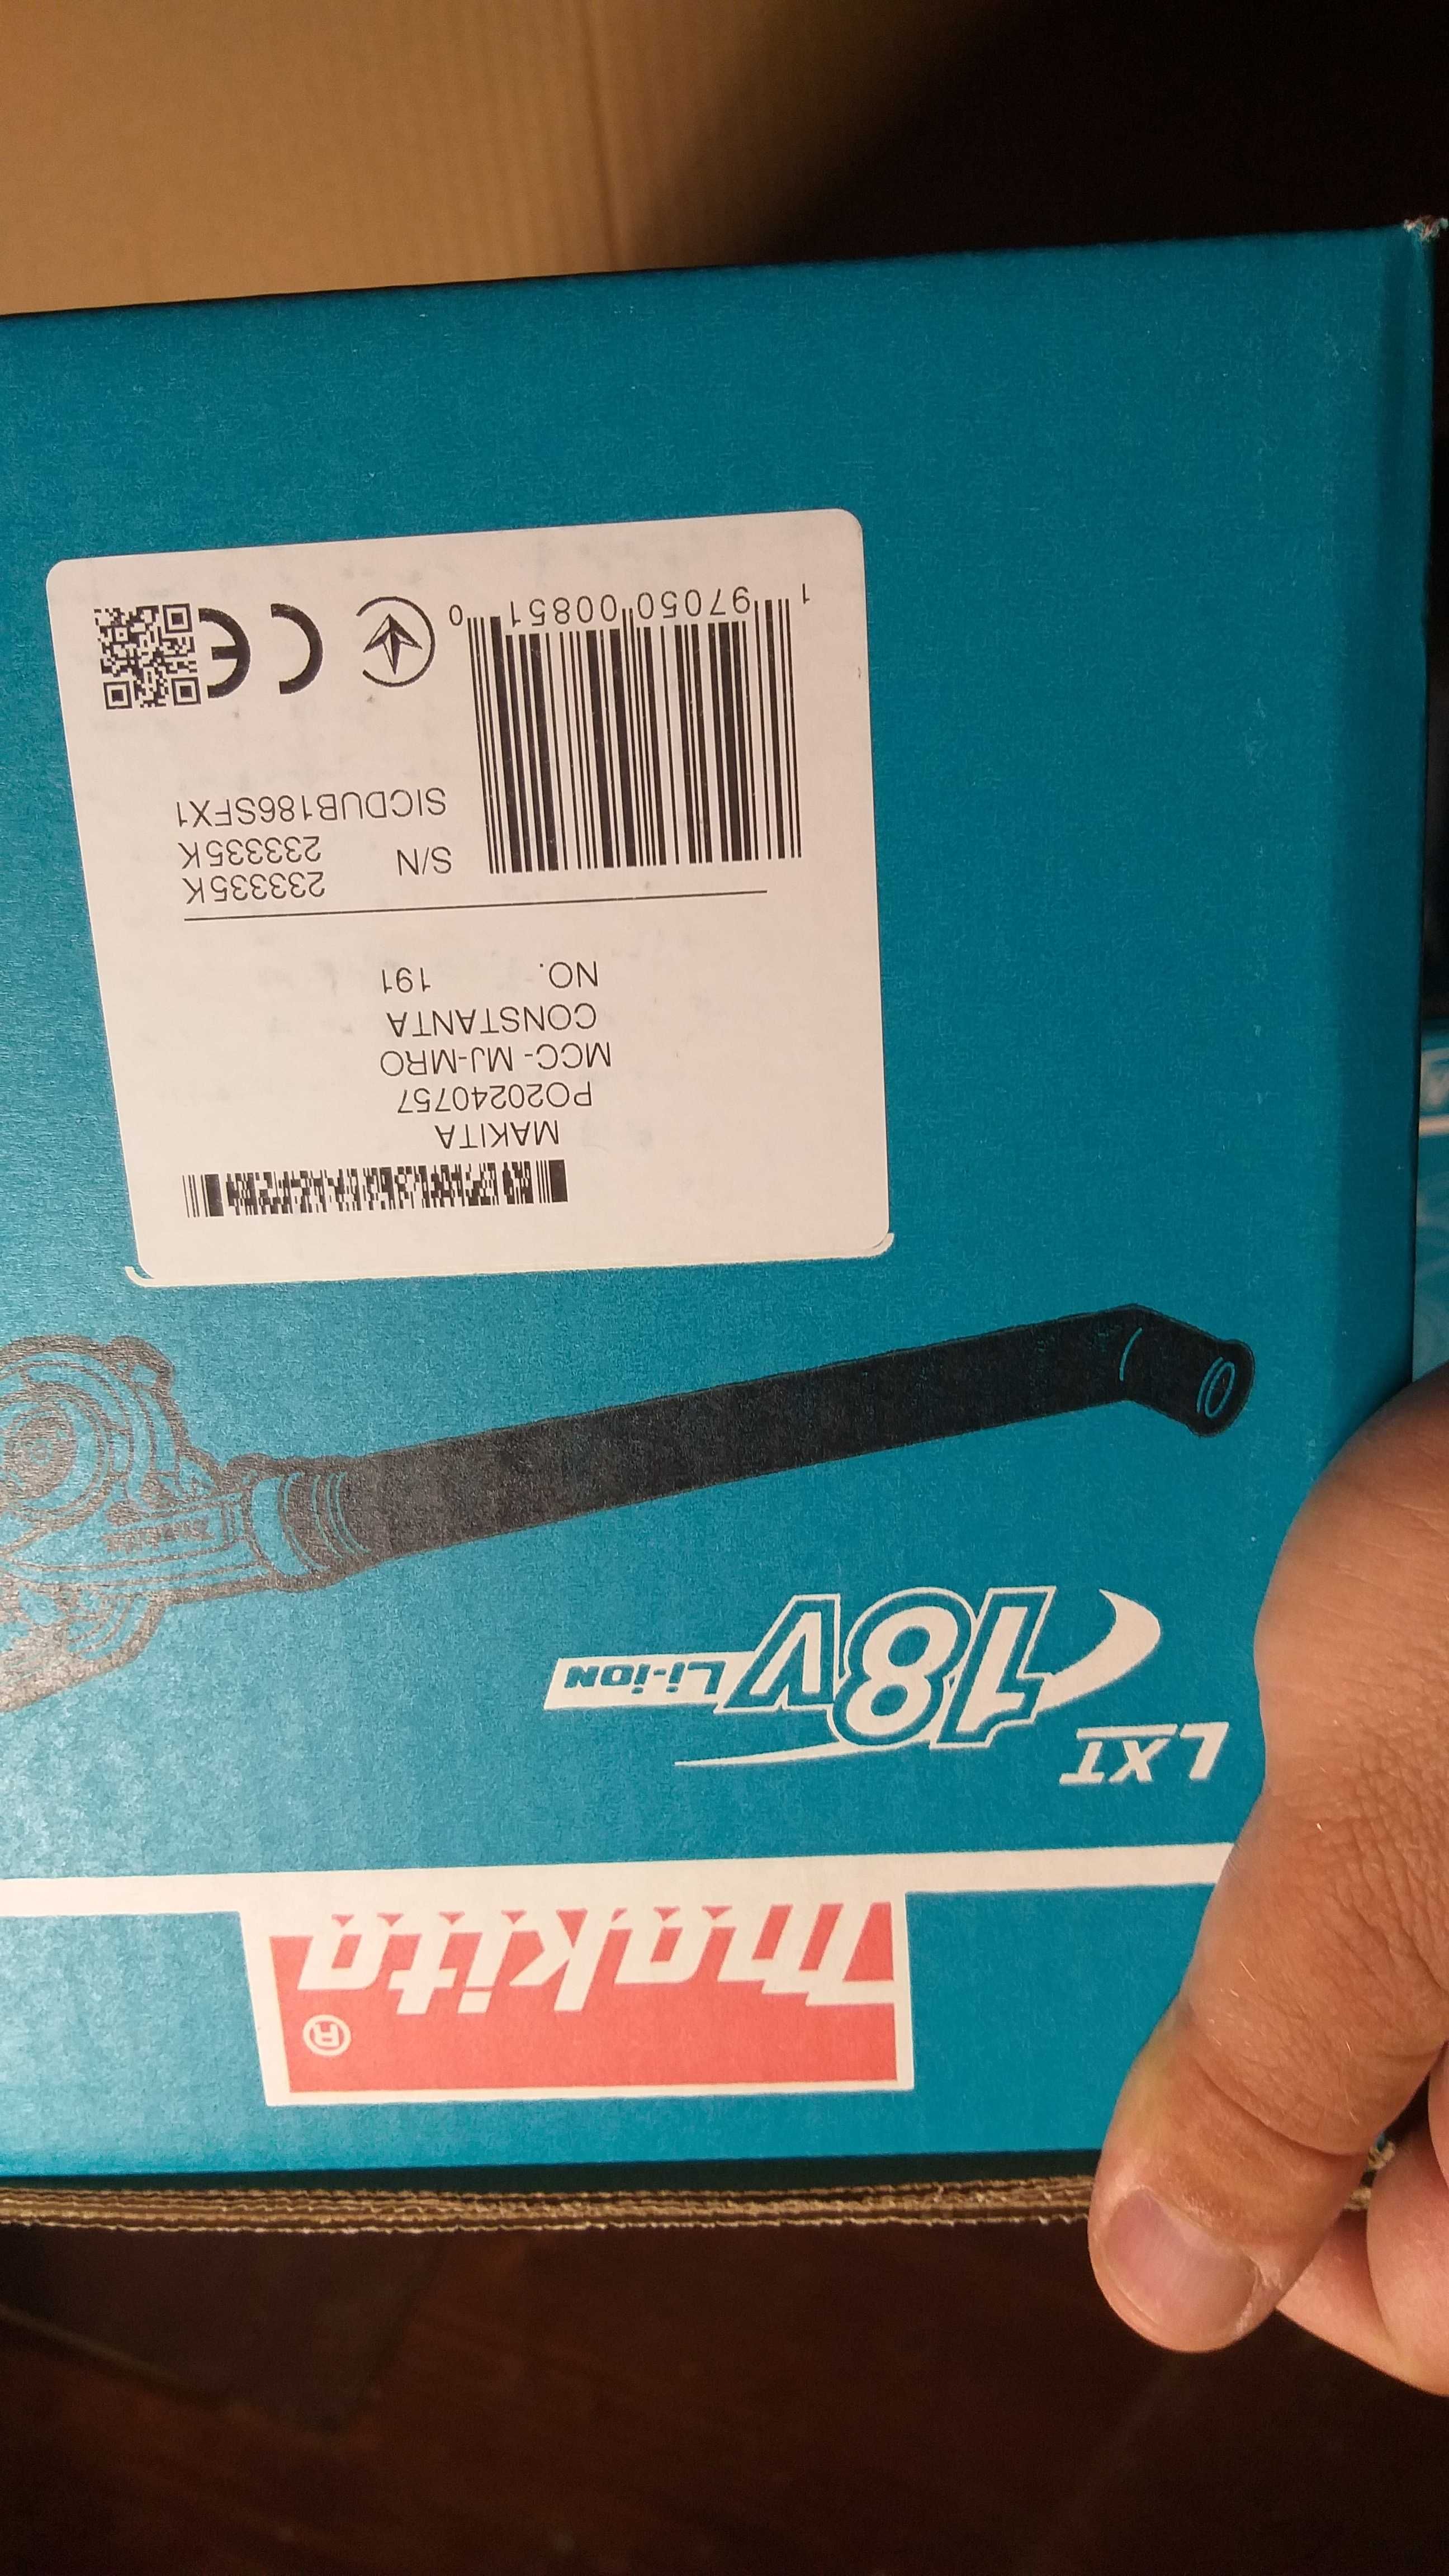 makita®
LXT
18V Li-ion
MAKITA
PO20240757
MCC- MJ-MRO
CONSTANTA
NO. 191
233335K
S/N 233335K
SICDUB186SFX1
1 97050 00851 0
CE